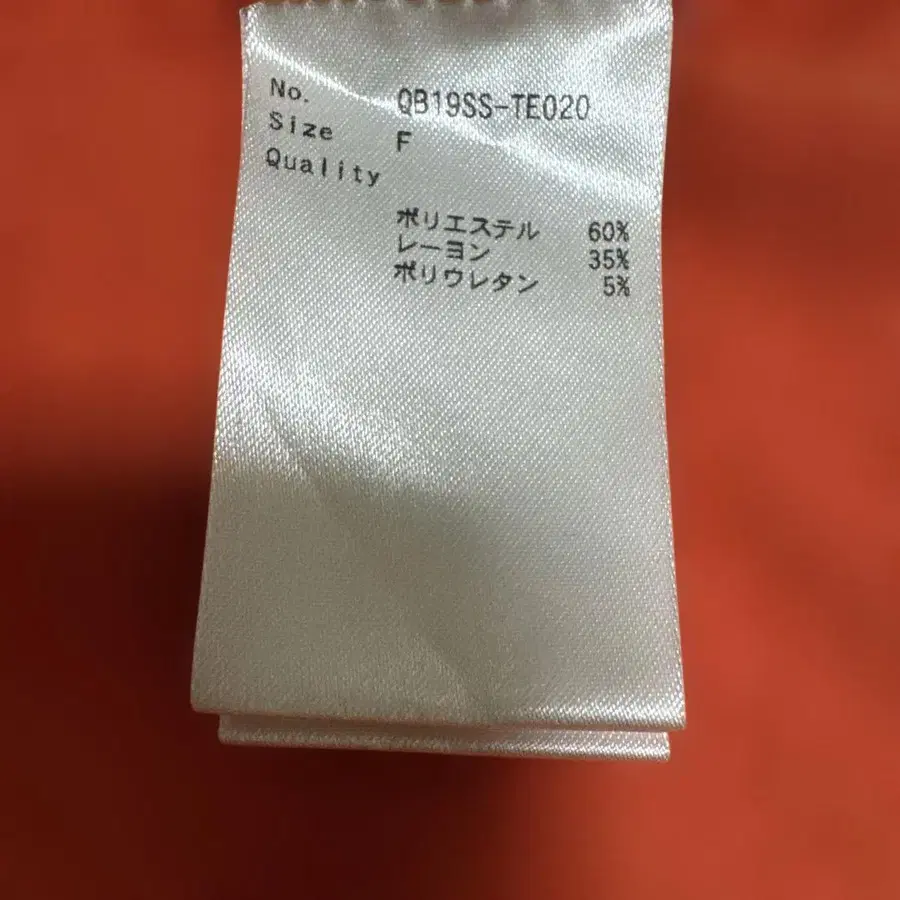 No. QB19SS-TE020
Size F
Quality
ポリエステル 60%
レーヨン 35%
ポリウレタン 5%